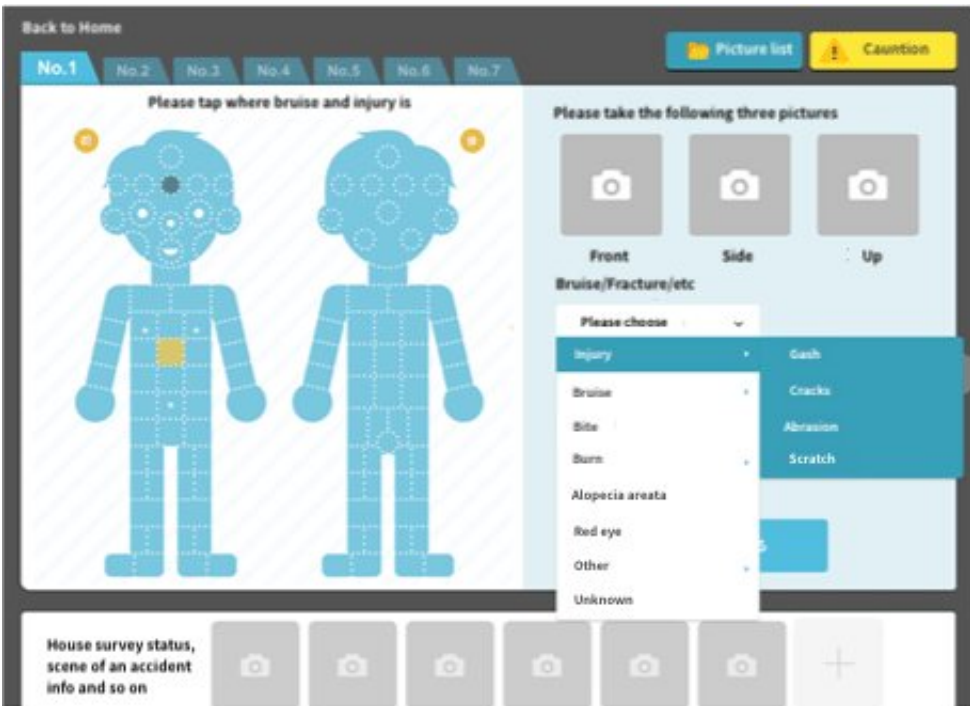 Back to Home
Picture list
Cauntion
No.1
No.2
No.3
No.4
No.5
No.6
No.7
Please tap where bruise and injury is
Please take the following three pictures
Front
Side
Up
Bruise/Fracture/etc
Please choose
Injury
Gash
Bruise
Cracks
Bite
Abrasion
Burn
Scratch
Alopecia areata
Red eye
Other
Unknown
House survey status,
scene of an accident
info and so on